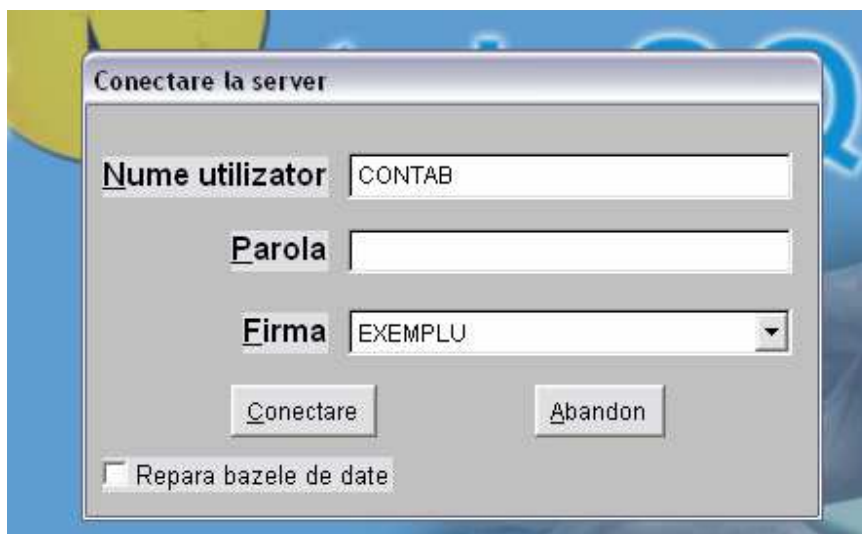 Conectare la server
Nume utilizator CONTAB
Parola
Firma EXEMPLU
Conectare Abandon
Repara bazele de date